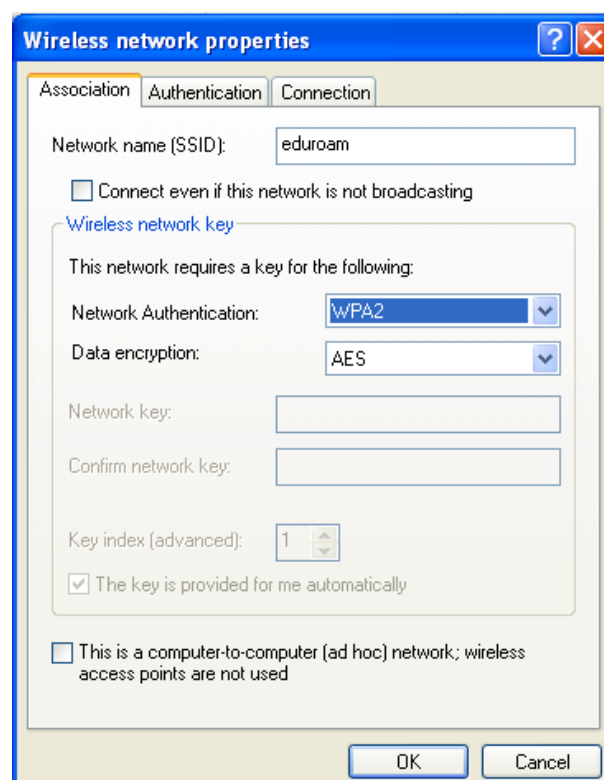 Wireless network properties
Association Authentication Connection
Network name (SSID): eduroam
Connect even if this network is not broadcasting
Wireless network key
This network requires a key for the following:
Network Authentication: WPA2
Data encryption: AES
Network key:
Confirm network key:
Key index (advanced): 1
The key is provided for me automatically
This is a computer-to-computer (ad hoc) network; wireless
access points are not used
OK Cancel